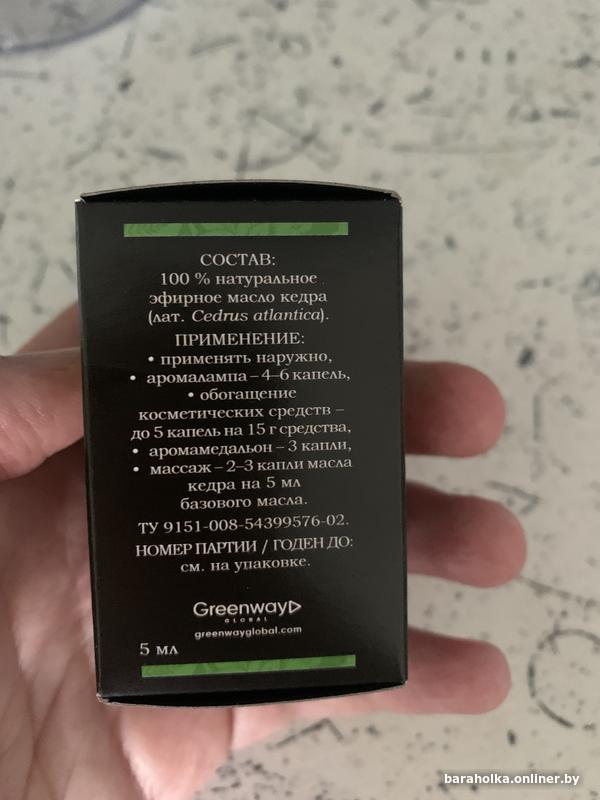 СОСТАВ:
100 % натуральное
эфирное масло кедра
(лат. Cedrus atlantica).
ПРИМЕНЕНИЕ:
• применять наружно,
• аромалампа – 4–6 капель,
• обогащение
косметических средств –
до 5 капель на 15 г средства,
• аромамедальон – 3 капли,
• массаж – 2–3 капли масла
кедра на 5 мл
базового масла.
ТУ 9151-008-54399576-02.
НОМЕР ПАРТИИ / ГОДЕН ДО:
см. на упаковке.
Greenway
GLOBAL
greenwayglobal.com
5 мл
baraholka.onliner.by